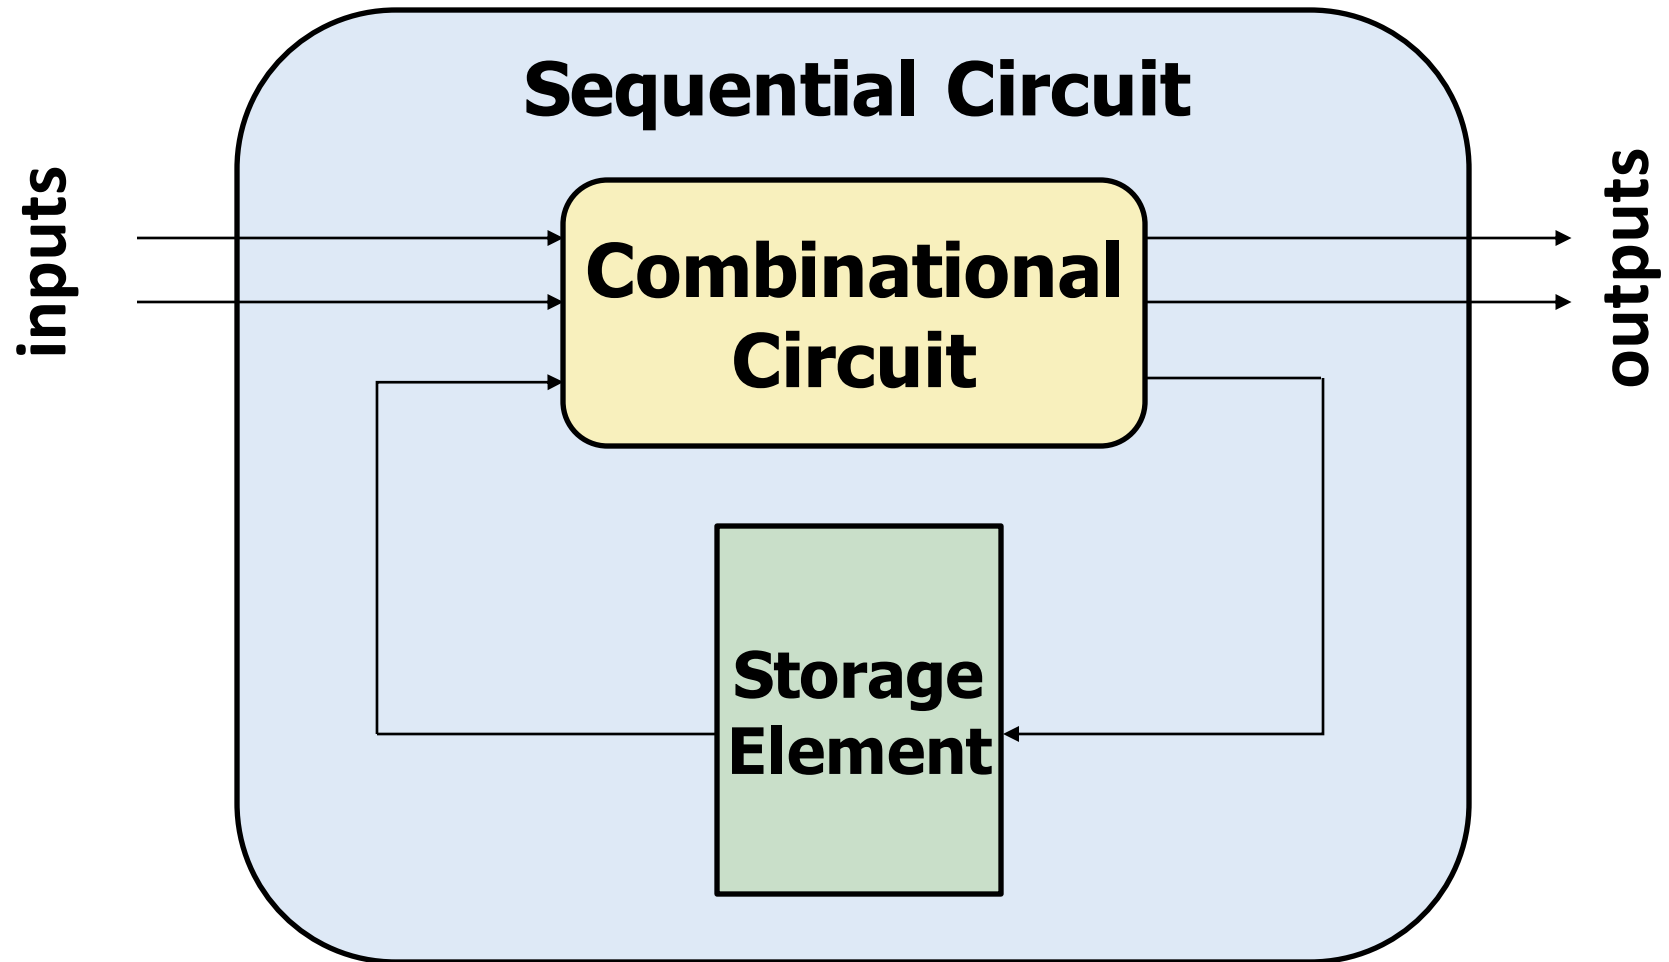 Sequential Circuit
inputs
Combinational
Circuit
outputs
Storage
Element